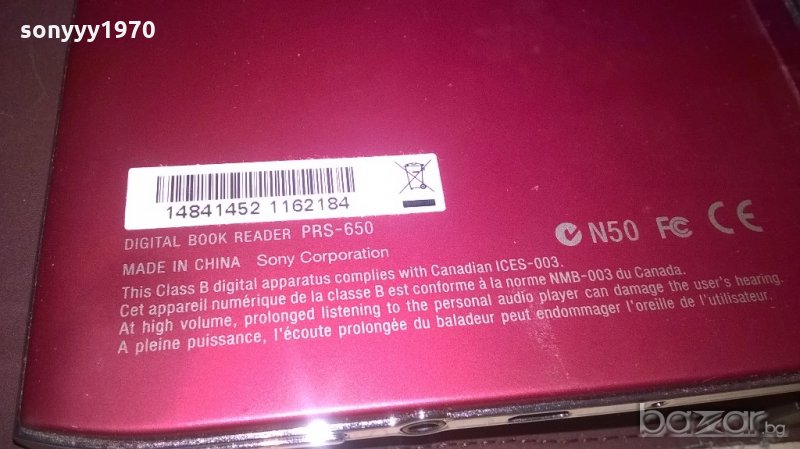 sonyyy1970
14841452 1162184
DIGITAL BOOK READER PRS-650
N50 FC CE
MADE IN CHINA Sony Corporation
This Class B digital apparatus complies with Canadian ICES-003.
Cet appareil numérique de la classe B est conforme à la norme NMB-003 du Canada.
At high volume, prolonged listening to the personal audio player can damage the user's hearing.
A pleine puissance, l'écoute prolongée du baladeur peut endommager l'oreille de l'utilisateur.
bazar.bg